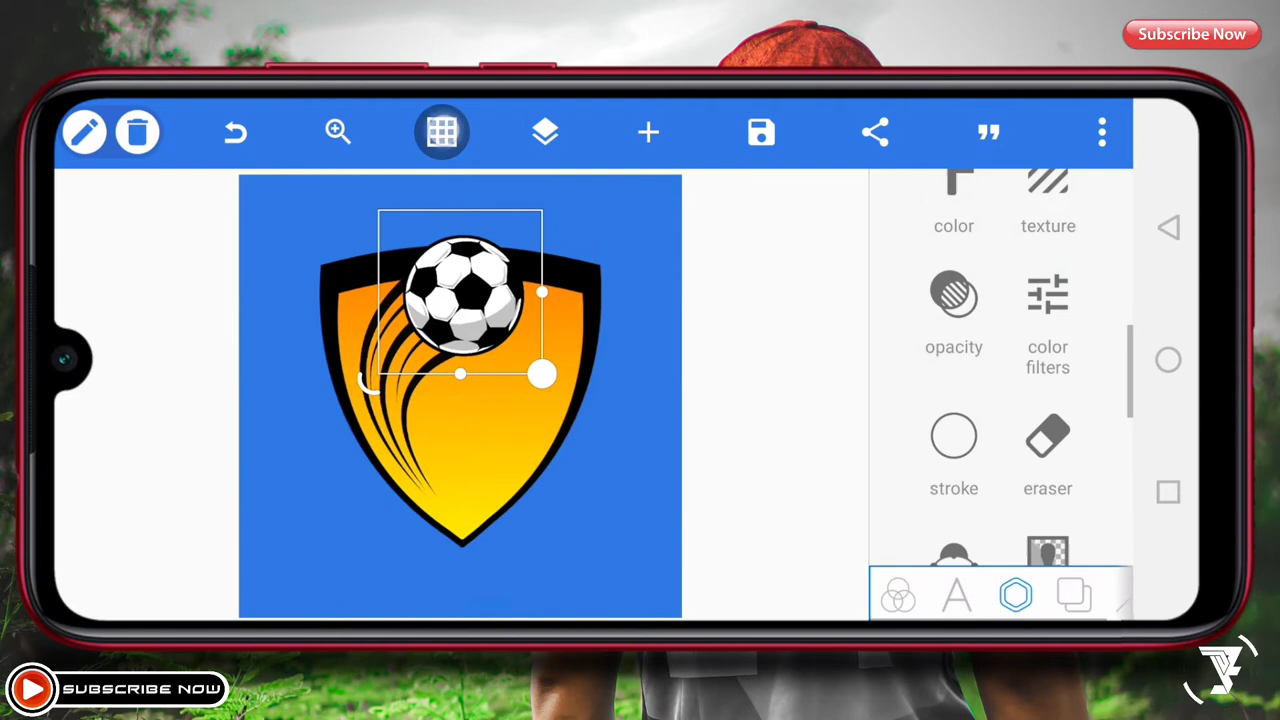 Subscribe Now
color
texture
opacity
color
filters
stroke
eraser
SUBSCRIBE NOW